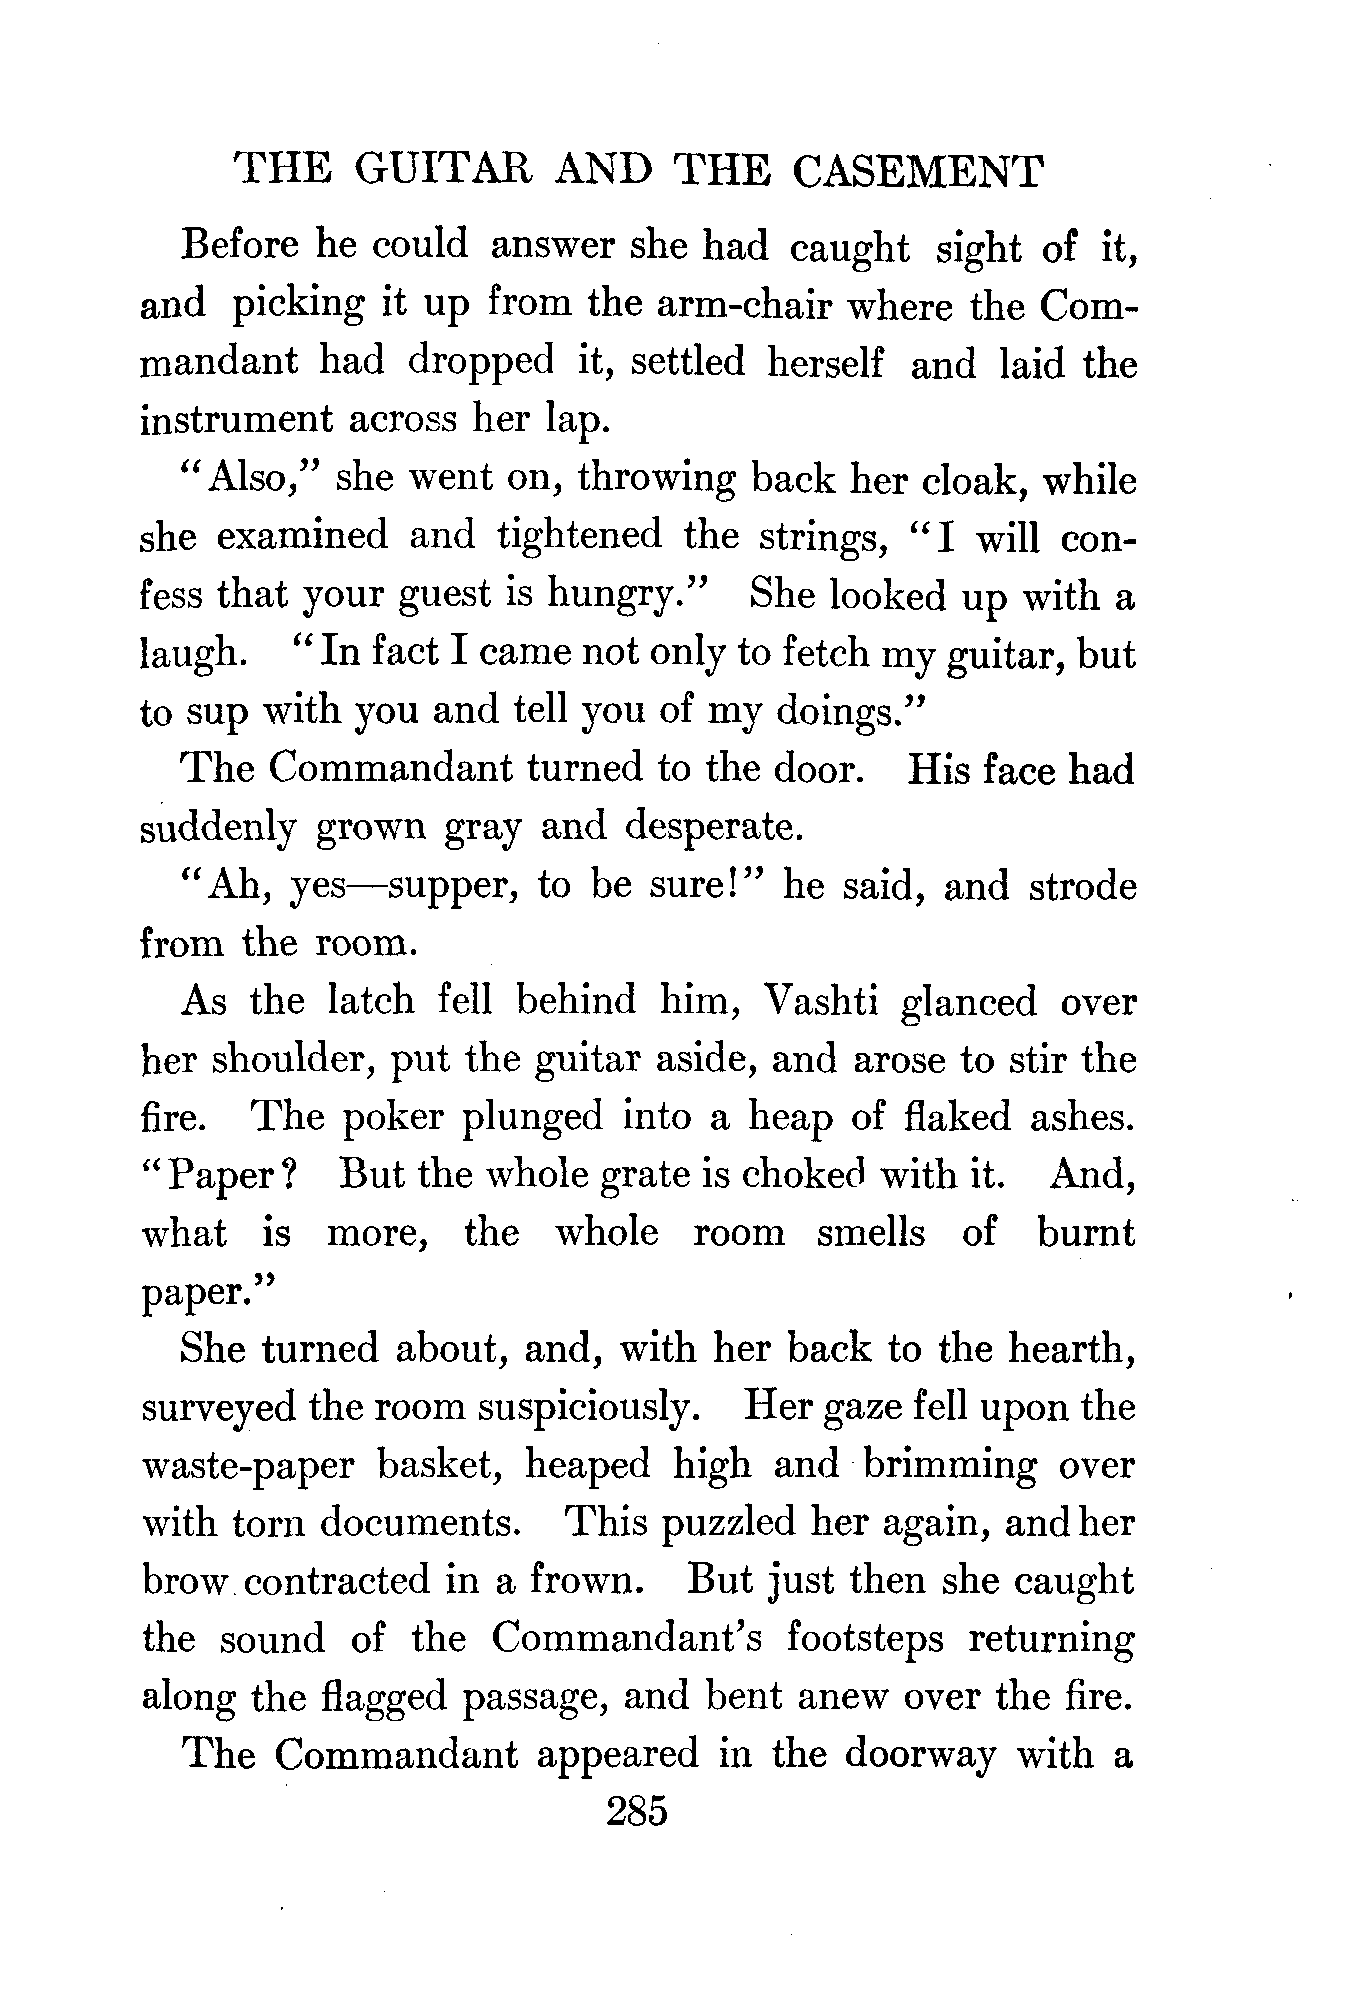 THE GUITAR AND THE CASEMENT
Before he could answer she had caught sight of it,
and picking it up from the arm-chair where the Com-
mandant had dropped it, settled herself and laid the
instrument across her lap.
"Also," she went on, throwing back her cloak, while
she examined and tightened the strings, "I will con-
fess that your guest is hungry." She looked up with a
laugh. "In fact I came not only to fetch my guitar, but
to sup with you and tell you of my doings."
The Commandant turned to the door. His face had
suddenly grown gray and desperate.
"Ah, yes—supper, to be sure!" he said, and strode
from the room.
As the latch fell behind him, Vashti glanced over
her shoulder, put the guitar aside, and arose to stir the
fire. The poker plunged into a heap of flaked ashes.
"Paper? But the whole grate is choked with it. And,
what is more, the whole room smells of burnt
paper."
She turned about, and, with her back to the hearth,
surveyed the room suspiciously. Her gaze fell upon the
waste-paper basket, heaped high and brimming over
with torn documents. This puzzled her again, and her
brow contracted in a frown. But just then she caught
the sound of the Commandant's footsteps returning
along the flagged passage, and bent anew over the fire.
The Commandant appeared in the doorway with a
285